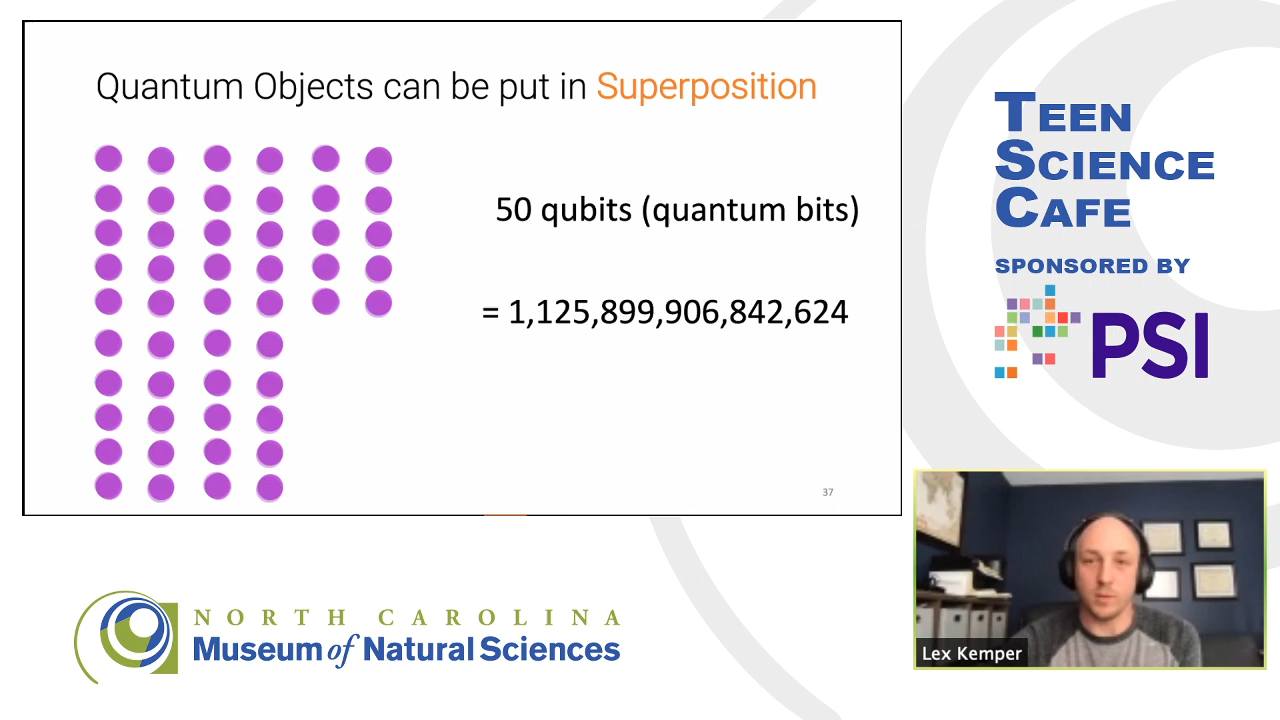 Quantum Objects can be put in Superposition
50 qubits (quantum bits)
= 1,125,899,906,842,624
37
TEEN
SCIENCE
CAFE
SPONSORED BY
PSI
NORTH CAROLINA
Museum of Natural Sciences
Lex Kemper